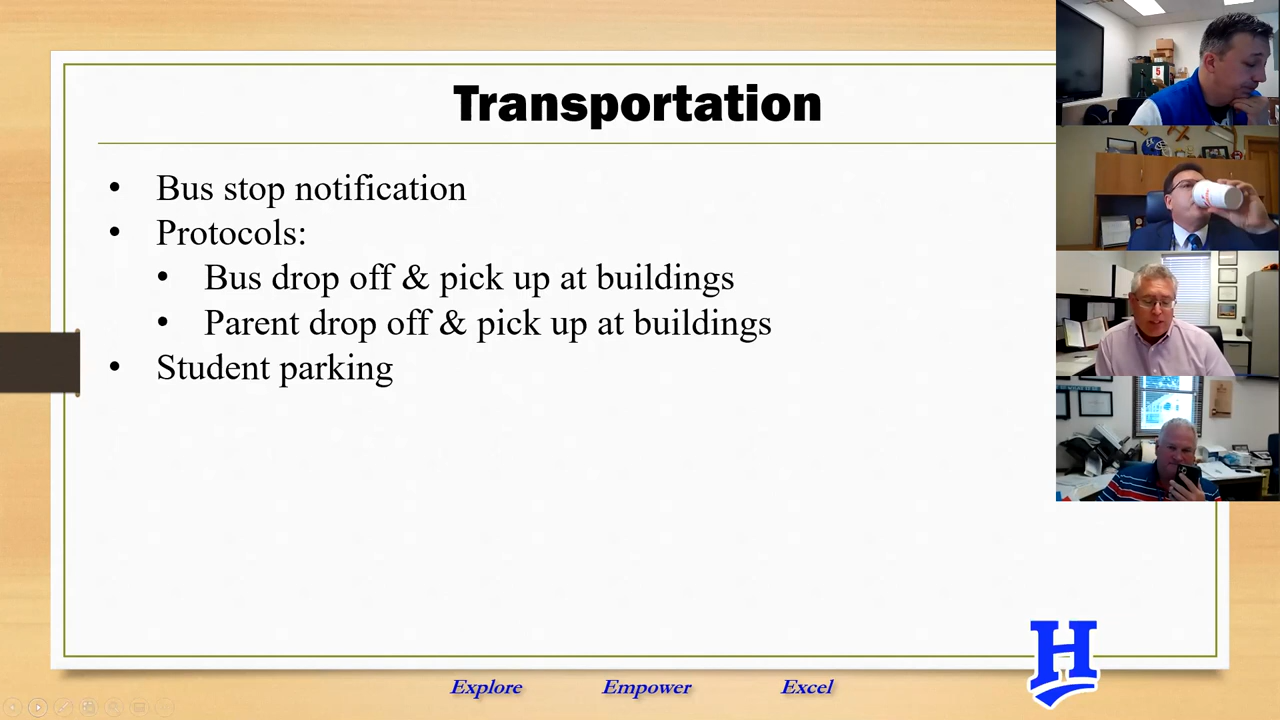 Transportation
• Bus stop notification
• Protocols:
• Bus drop off & pick up at buildings
• Parent drop off & pick up at buildings
• Student parking
Explore Empower Excel
H
5
H